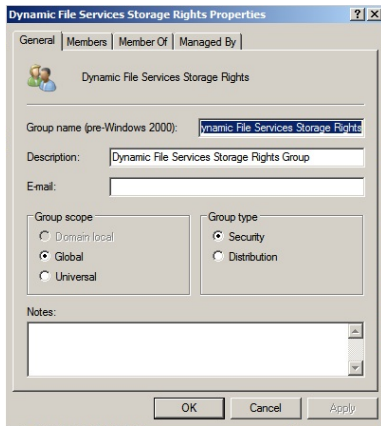 Dynamic File Services Storage Rights Properties ? x
General Members Member Of Managed By
Dynamic File Services Storage Rights
Group name (pre-Windows 2000): ynamic File Services Storage Rights
Description: Dynamic File Services Storage Rights Group
E-mail:
Group scope
Domain local
Global
Universal
Group type
Security
Distribution
Notes:
OK Cancel Apply